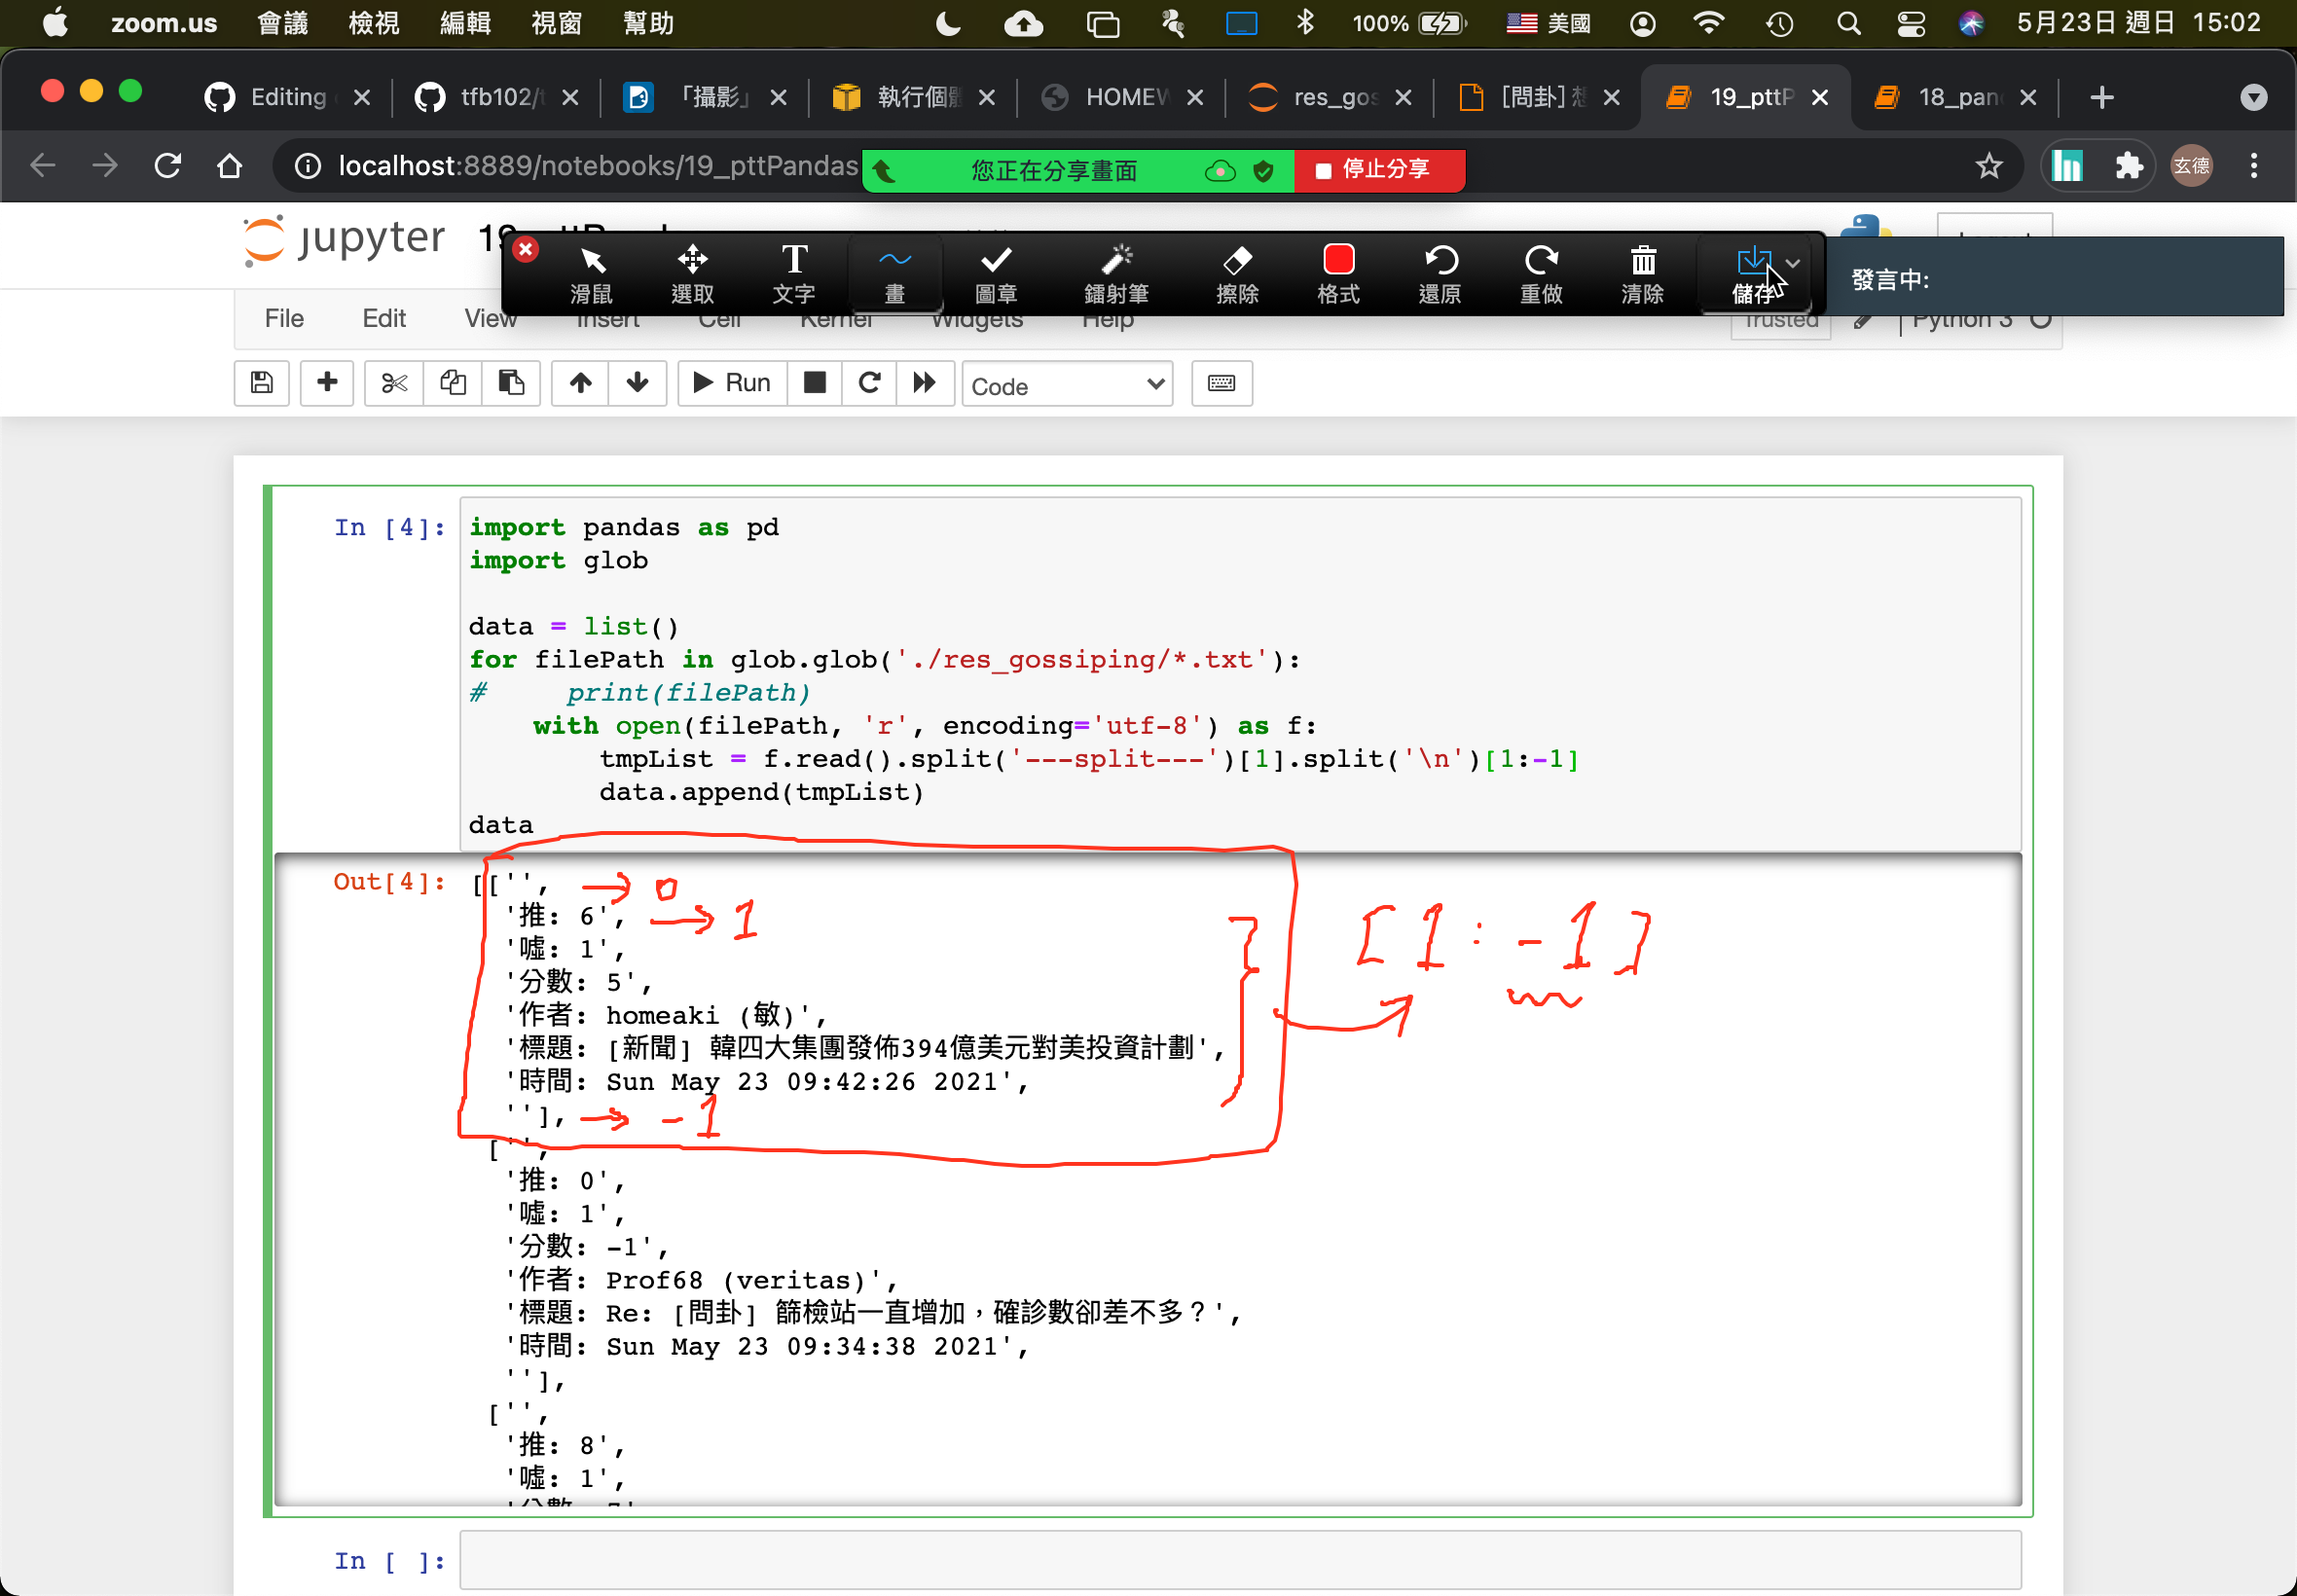 zoom.us 會議 檢視 編輯 視窗 幫助 100% 美國 5月23日 週日 15:02
Editing tfb102/t 「攝影」 執行個體 HOMEW res_gos [問卦] 想 19_pttP 18_pan
localhost:8889/notebooks/19_pttPandas 您正在分享畫面 停止分享 玄德
jupyter
滑鼠 選取 文字 畫 圖章 鐳射筆 擦除 格式 還原 重做 清除 儲存 發言中:
File Edit View Insert Cell Kernel Widgets Help Trusted Python 3
Run Code
In [4]: import pandas as pd
import glob
data = list()
for filePath in glob.glob('./res_gossiping/*.txt'):
#     print(filePath)
    with open(filePath, 'r', encoding='utf-8') as f:
        tmpList = f.read().split('---split---')[1].split('\n')[1:-1]
        data.append(tmpList)
data
Out[4]: [['', → 0
'推: 6', → 1
'噓: 1', [1:-1]
'分數: 5',
'作者: homeaki (敏)',
'標題: [新聞] 韓四大集團發佈394億美元對美投資計劃',
'時間: Sun May 23 09:42:26 2021',
''], → -1
['',
'推: 0',
'噓: 1',
'分數: -1',
'作者: Prof68 (veritas)',
'標題: Re: [問卦] 篩檢站一直增加，確診數卻差不多？',
'時間: Sun May 23 09:34:38 2021',
''],
['',
'推: 8',
'噓: 1',
In [ ]: